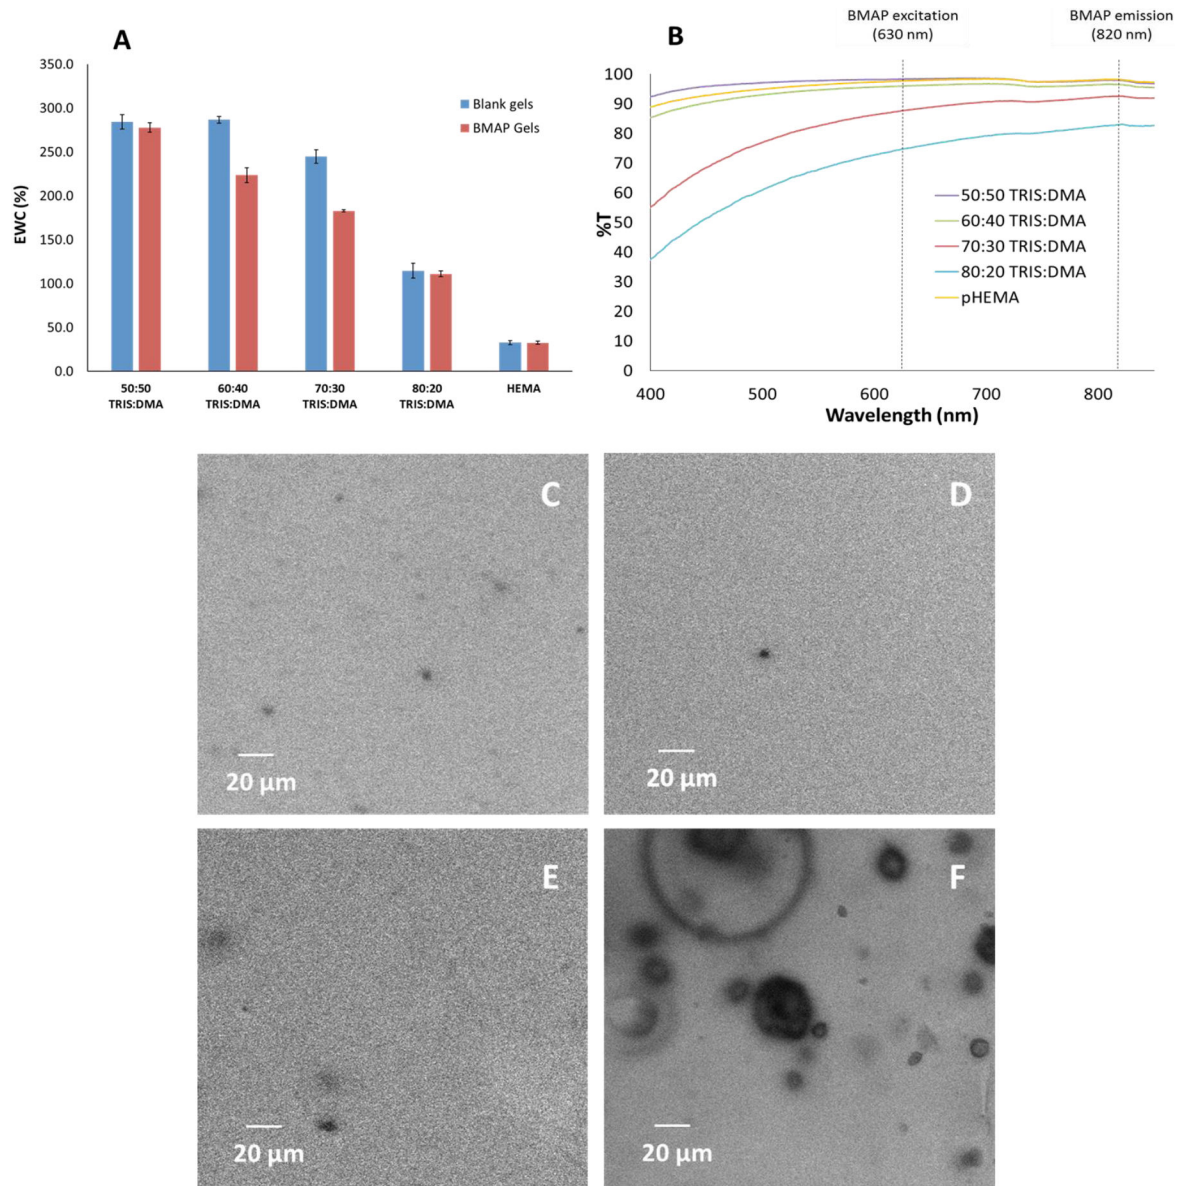 A
350.0
300.0
250.0
200.0
150.0
100.0
50.0
0.0
EWC (%)
Blank gels
BMAP Gels
50:50
TRIS:DMA
60:40
TRIS:DMA
70:30
TRIS:DMA
80:20
TRIS:DMA
HEMA
B
BMAP excitation
(630 nm)
BMAP emission
(820 nm)
100
90
80
70
60
50
40
30
20
10
0
%T
50:50 TRIS:DMA
60:40 TRIS:DMA
70:30 TRIS:DMA
80:20 TRIS:DMA
pHEMA
400
500
600
700
800
Wavelength (nm)
C
20 µm
D
20 µm
E
20 µm
F
20 µm